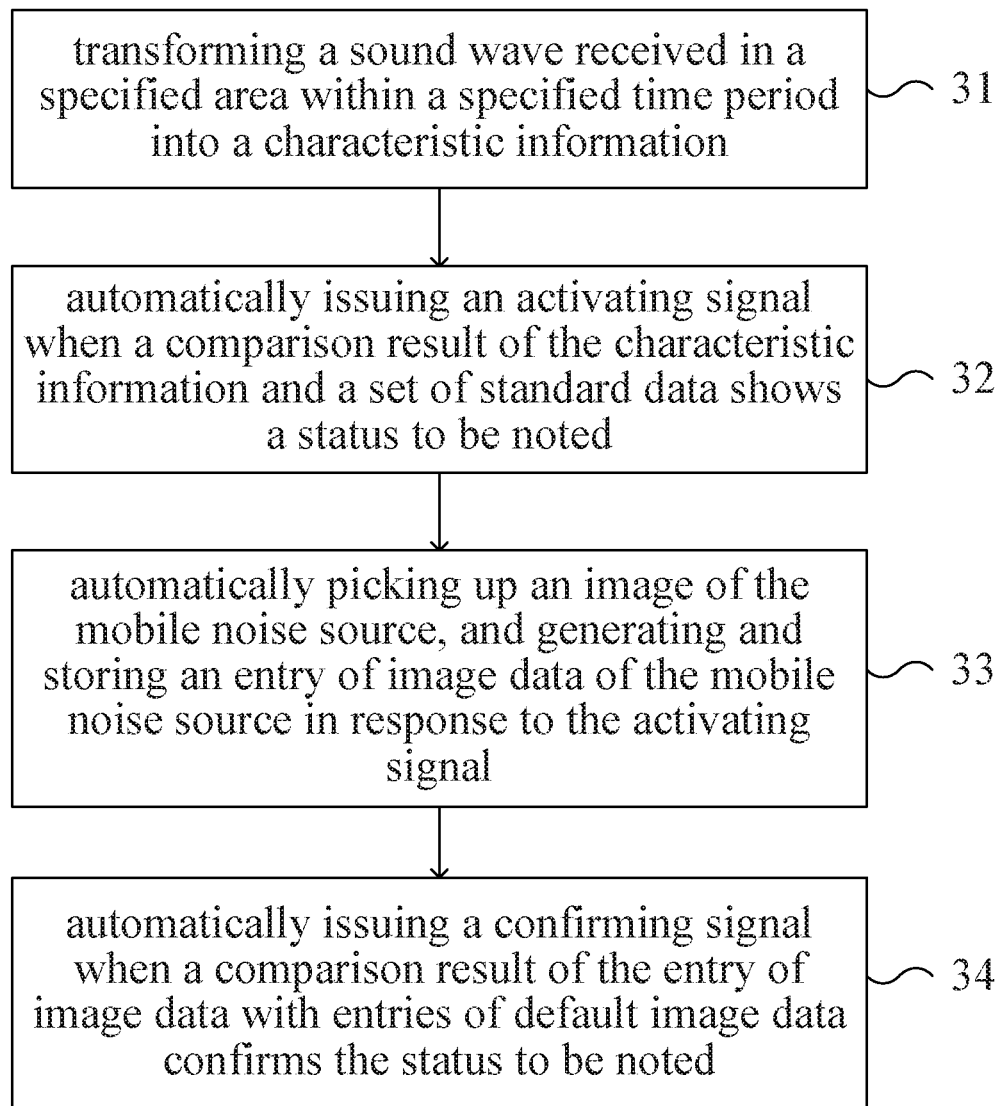 transforming a sound wave received in a
specified area within a specified time period
into a characteristic information
31
automatically issuing an activating signal
when a comparison result of the characteristic
information and a set of standard data shows
a status to be noted
32
automatically picking up an image of the
mobile noise source, and generating and
storing an entry of image data of the mobile
noise source in response to the activating
signal
33
automatically issuing a confirming signal
when a comparison result of the entry of
image data with entries of default image data
confirms the status to be noted
34